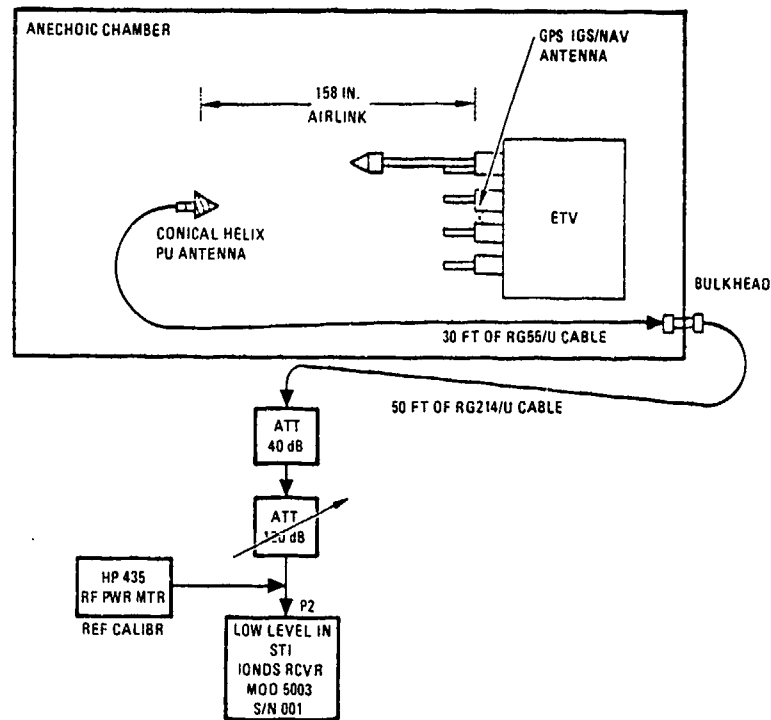 ANECHOIC CHAMBER
GPS IGS/NAV
ANTENNA
158 IN.
AIRLINK
ETV
CONICAL HELIX
PU ANTENNA
BULKHEAD
30 FT OF RG55/U CABLE
50 FT OF RG214/U CABLE
ATT
40 dB
ATT
120 dB
HP 435
RF PWR MTR
REF CALIBR
P2
LOW LEVEL IN
STI
IONDS RCVR
MOD 5003
S/N 001